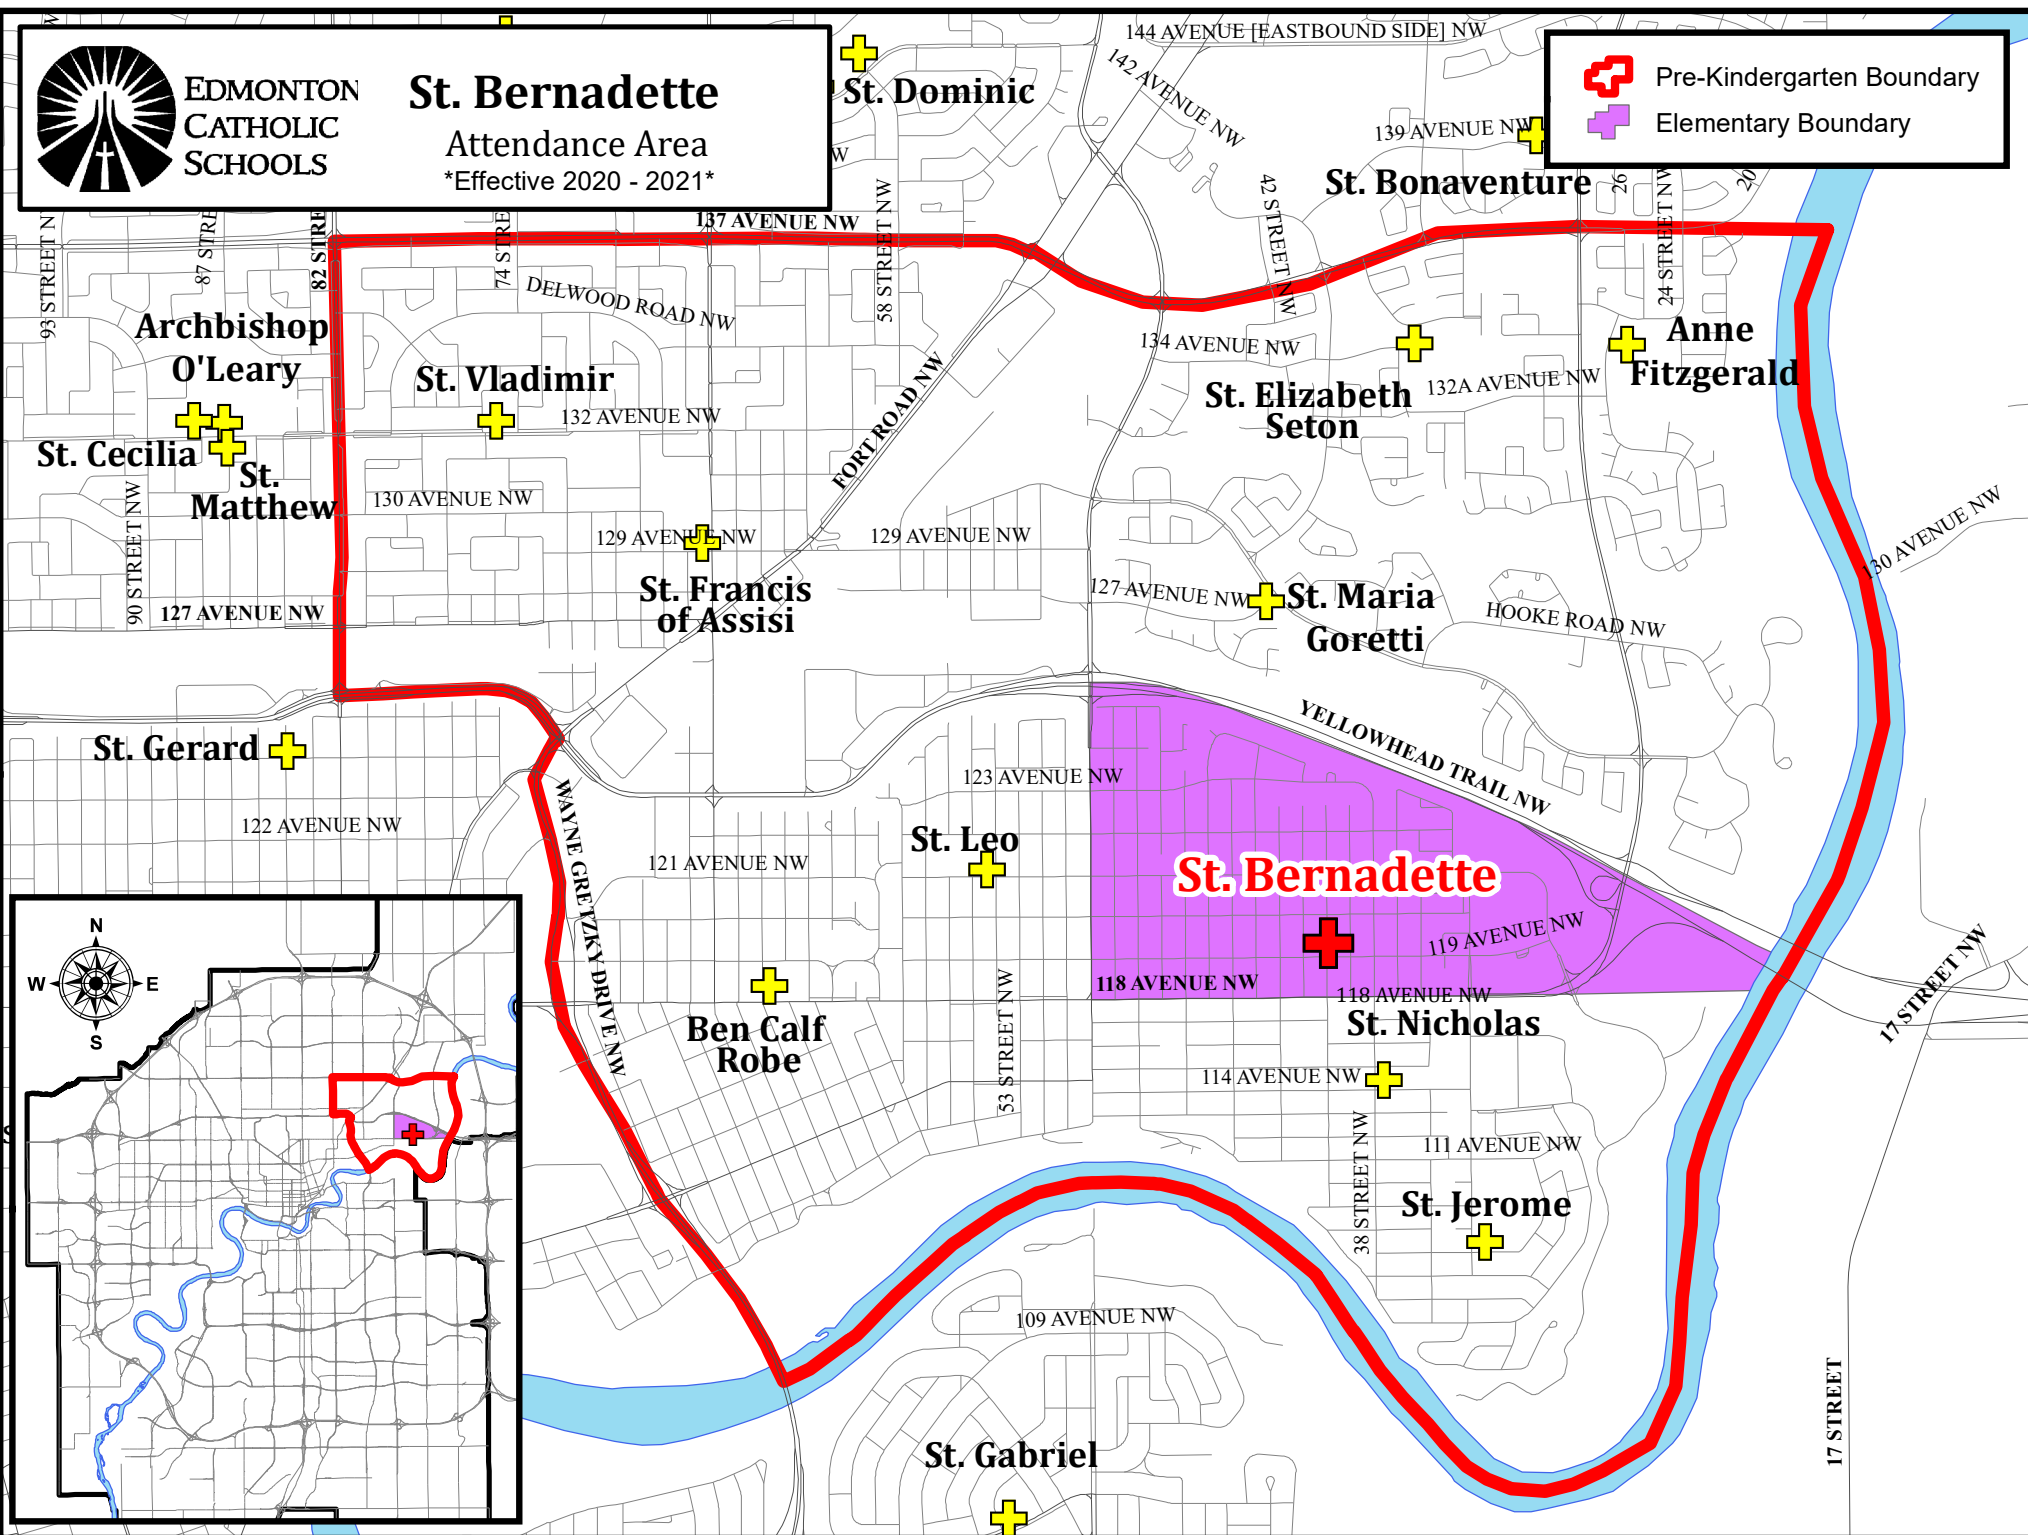 EDMONTON
CATHOLIC
SCHOOLS
St. Bernadette
Attendance Area
*Effective 2020 - 2021*
Pre-Kindergarten Boundary
Elementary Boundary
144 AVENUE [EASTBOUND SIDE] NW
142 AVENUE NW
St. Dominic
139 AVENUE NW
St. Bonaventure
137 AVENUE NW
93 STREET N
87 STRE
82 STRE
74 STRE
58 STREET NW
42 STREET NW
26
24 STREET NW
20
DELWOOD ROAD NW
Archbishop
O'Leary
St. Vladimir
132 AVENUE NW
FORT ROAD NW
134 AVENUE NW
St. Elizabeth
Seton
132A AVENUE NW
Anne
Fitzgerald
St. Cecilia
St.
Matthew
90 STREET NW
130 AVENUE NW
129 AVENUE NW
129 AVENUE NW
130 AVENUE NW
St. Francis
of Assisi
127 AVENUE NW
127 AVENUE NW
St. Maria
Goretti
HOOKE ROAD NW
St. Gerard
YELLOWHEAD TRAIL NW
123 AVENUE NW
122 AVENUE NW
WAYNE GRETZKY DRIVE NW
121 AVENUE NW
St. Leo
St. Bernadette
119 AVENUE NW
118 AVENUE NW
118 AVENUE NW
17 STREET NW
53 STREET NW
Ben Calf
Robe
St. Nicholas
114 AVENUE NW
38 STREET NW
111 AVENUE NW
St. Jerome
109 AVENUE NW
17 STREET
St. Gabriel
N
W
E
S